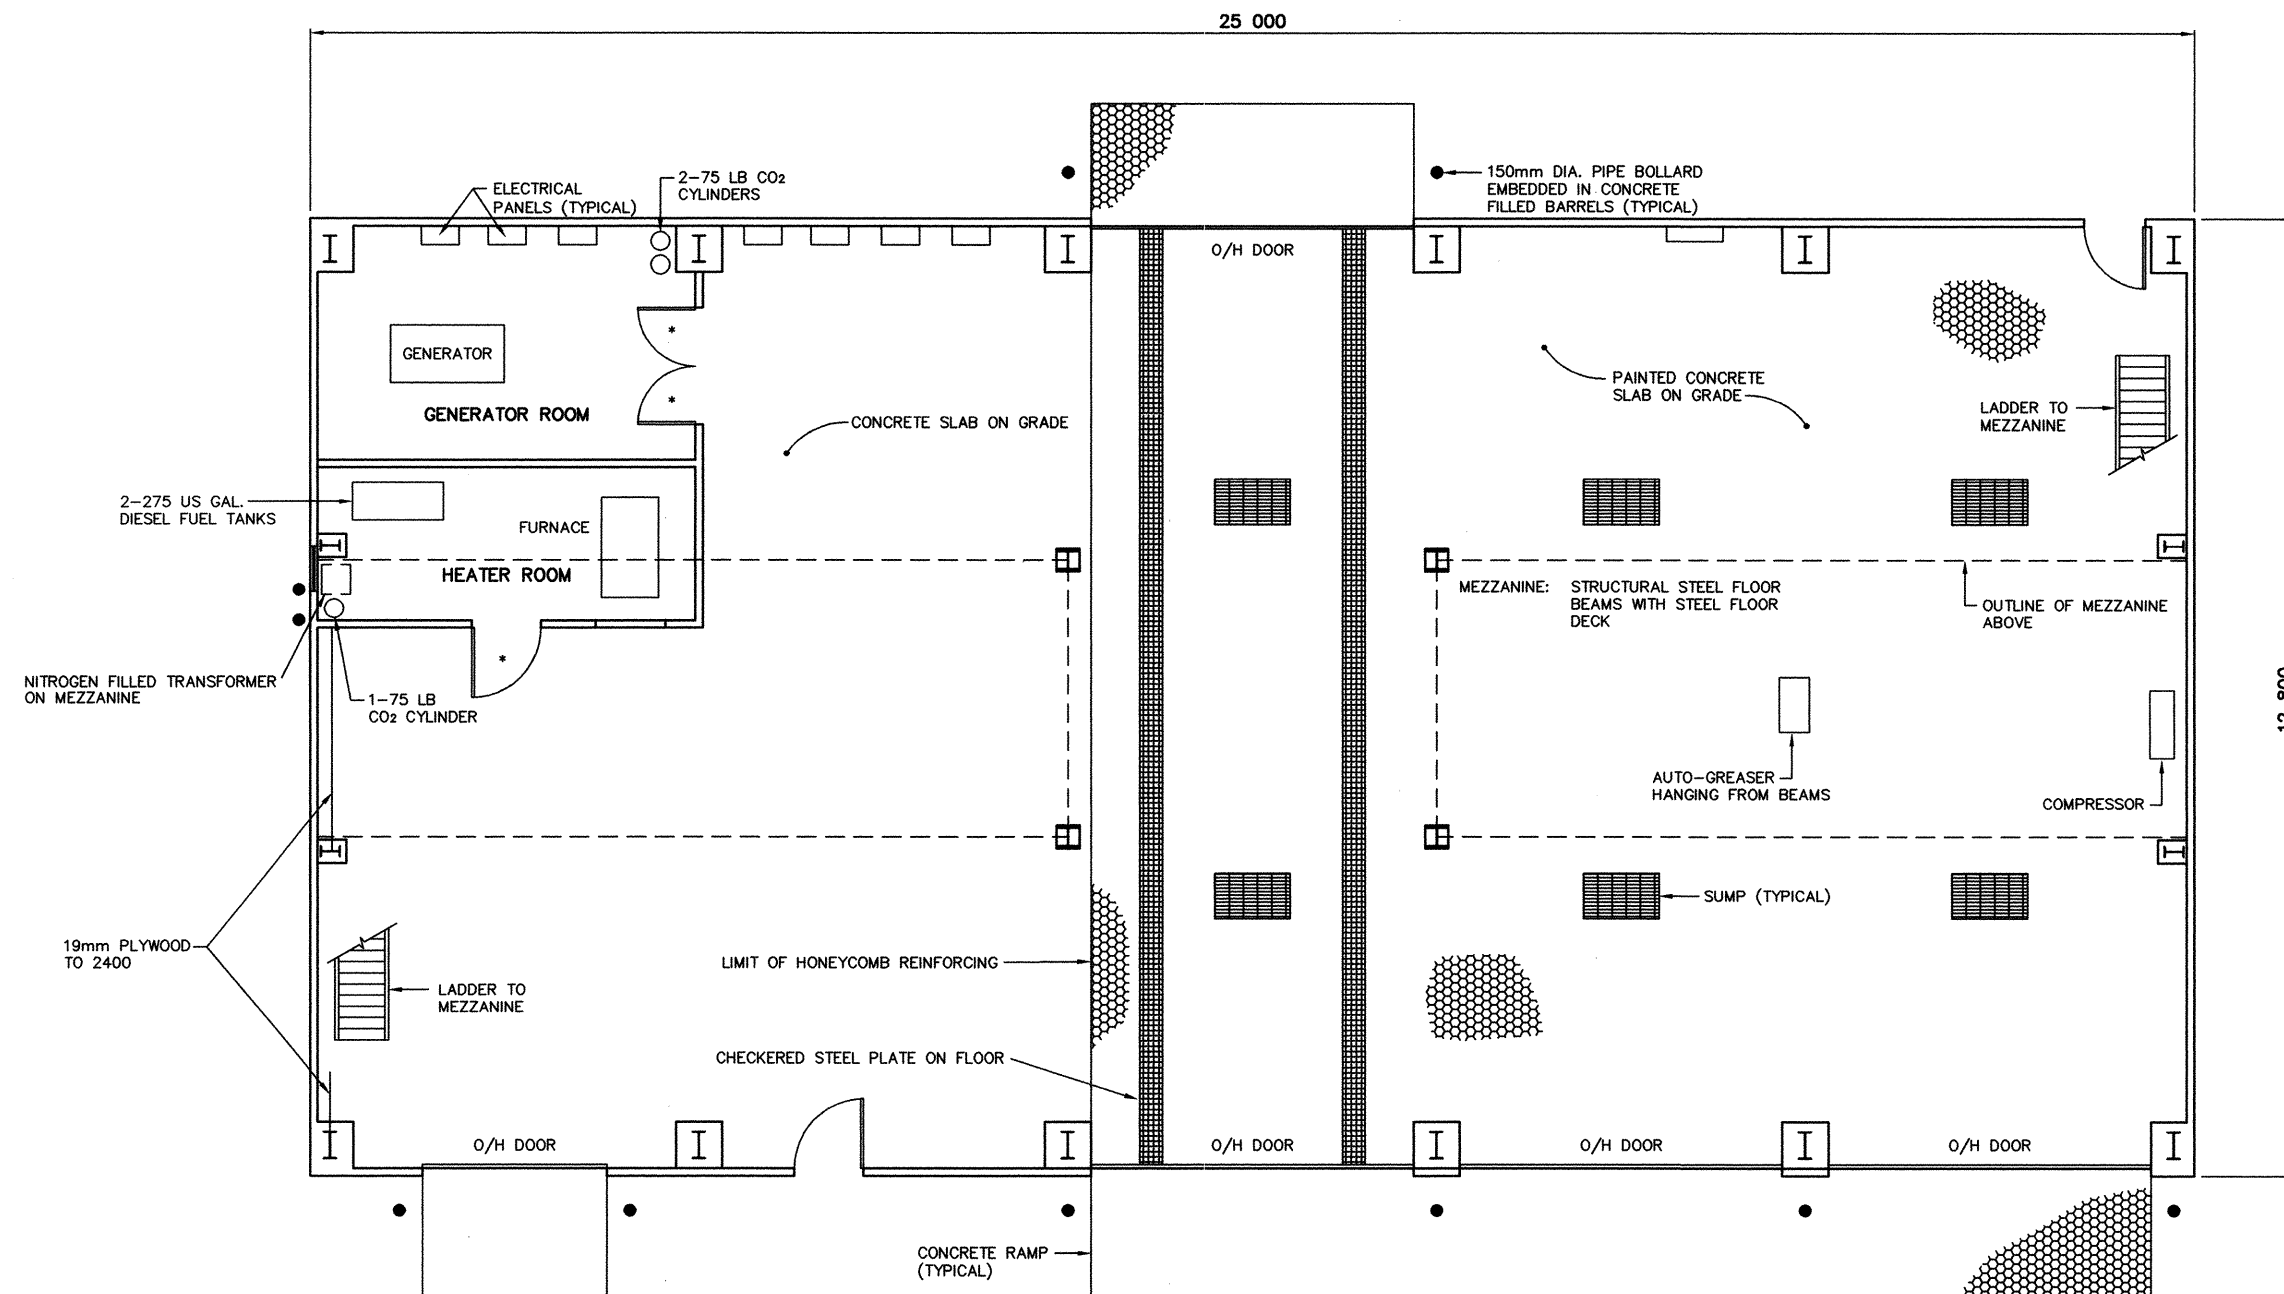 25 000
2-75 LB CO2
CYLINDERS
ELECTRICAL
PANELS (TYPICAL)
150mm DIA. PIPE BOLLARD
EMBEDDED IN CONCRETE
FILLED BARRELS (TYPICAL)
O/H DOOR
*
GENERATOR
GENERATOR ROOM
*
CONCRETE SLAB ON GRADE
PAINTED CONCRETE
SLAB ON GRADE
LADDER TO
MEZZANINE
2-275 US GAL.
DIESEL FUEL TANKS
FURNACE
HEATER ROOM
MEZZANINE: STRUCTURAL STEEL FLOOR
BEAMS WITH STEEL FLOOR
DECK
OUTLINE OF MEZZANINE
ABOVE
*
NITROGEN FILLED TRANSFORMER
ON MEZZANINE
1-75 LB
CO2 CYLINDER
AUTO-GREASER
HANGING FROM BEAMS
COMPRESSOR
SUMP (TYPICAL)
19mm PLYWOOD
TO 2400
LIMIT OF HONEYCOMB REINFORCING
LADDER TO
MEZZANINE
CHECKERED STEEL PLATE ON FLOOR
O/H DOOR
O/H DOOR
O/H DOOR
O/H DOOR
CONCRETE RAMP
(TYPICAL)